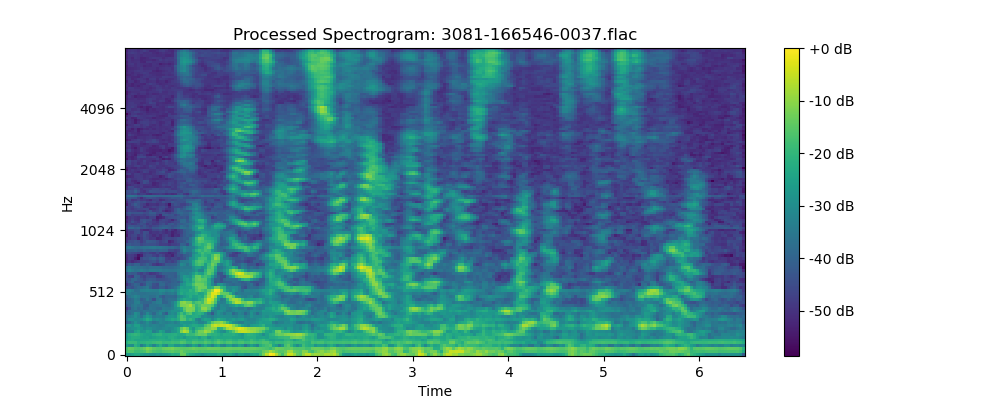 Processed Spectrogram: 3081-166546-0037.flac
Hz
4096
2048
1024
512
0
0 1 2 3 4 5 6
Time
+0 dB
-10 dB
-20 dB
-30 dB
-40 dB
-50 dB